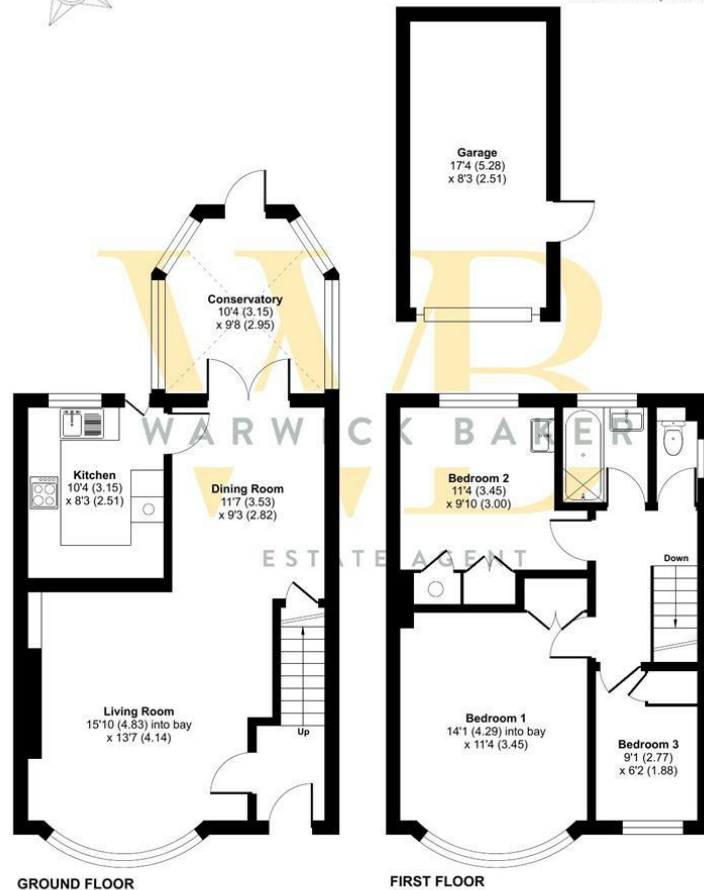 Garage
17'4 (5.28)
x 8'3 (2.51)
Conservatory
10'4 (3.15)
x 9'8 (2.95)
WARWICK BAKER
ESTATE AGENT
Kitchen
10'4 (3.15)
x 8'3 (2.51)
Dining Room
11'7 (3.53)
x 9'3 (2.82)
Living Room
15'10 (4.83) into bay
x 13'7 (4.14)
Up
GROUND FLOOR
Bedroom 2
11'4 (3.45)
x 9'10 (3.00)
Down
Bedroom 1
14'1 (4.29) into bay
x 11'4 (3.45)
Bedroom 3
9'1 (2.77)
x 6'2 (1.88)
FIRST FLOOR
WB